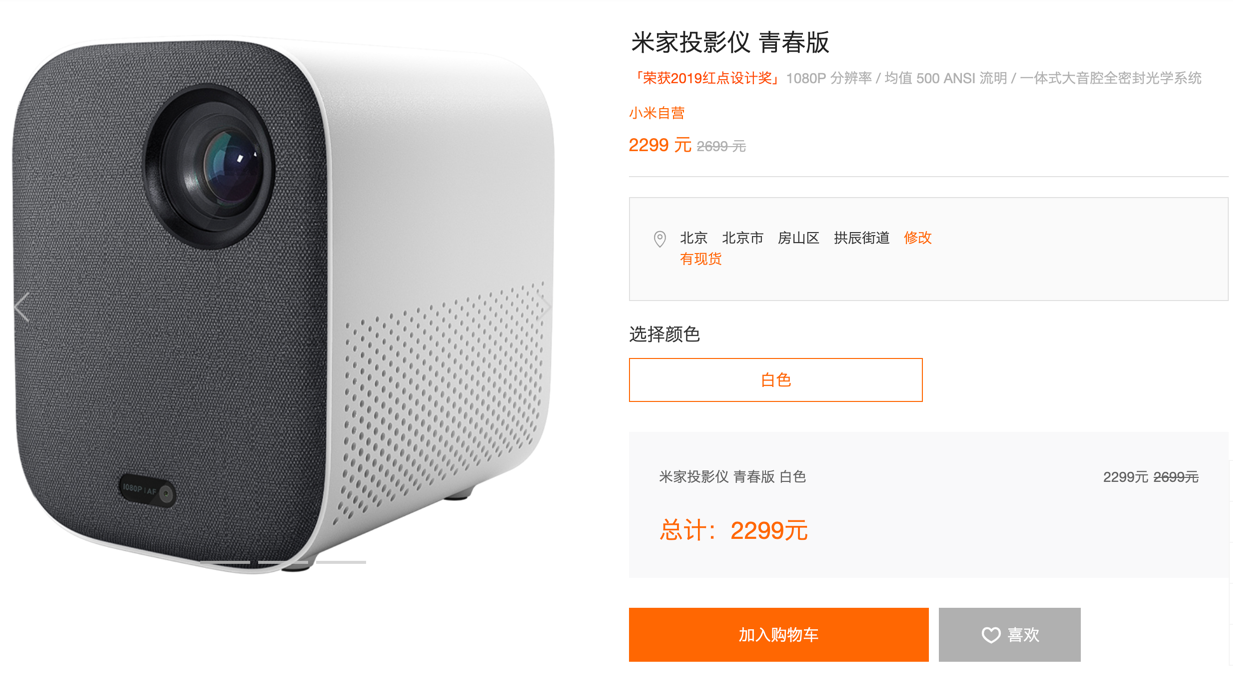 米家投影仪 青春版
「荣获2019红点设计奖」1080P 分辨率 / 均值 500 ANSI 流明 / 一体式大音腔全密封光学系统
小米自营
2299 元 2699 元
北京 北京市 房山区 拱辰街道 修改
有现货
选择颜色
白色
米家投影仪 青春版 白色 2299元 2699元
总计：2299元
加入购物车 喜欢
1080P | AF